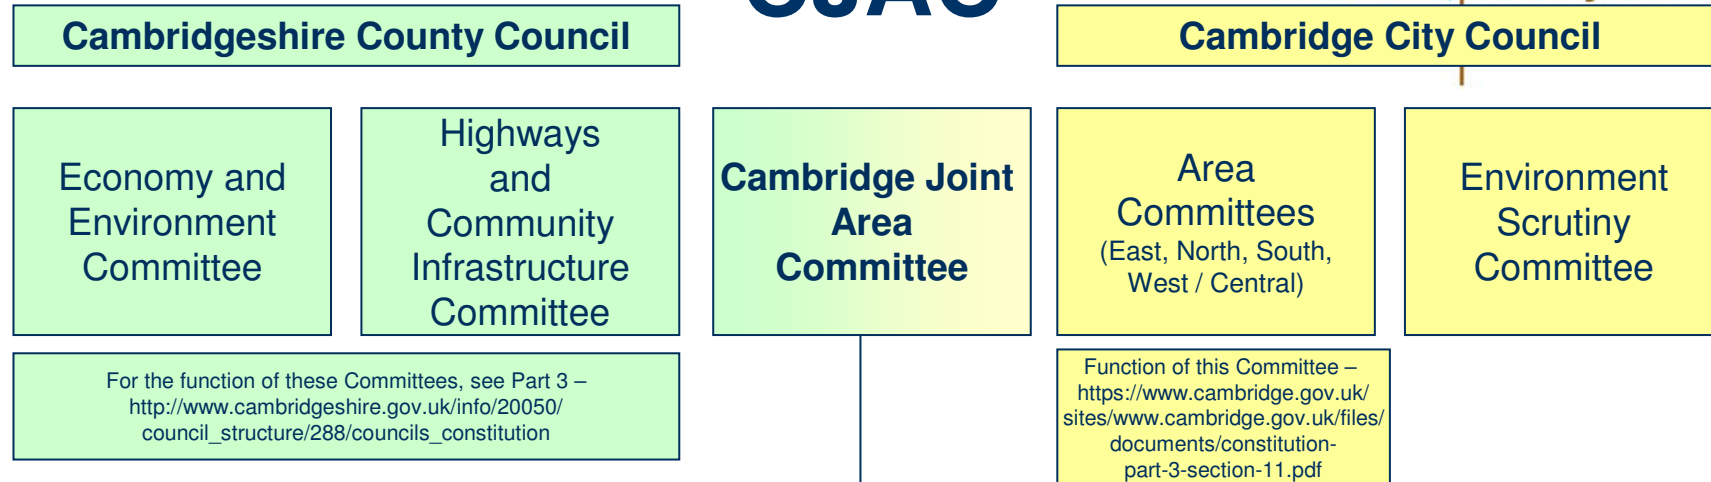 CJAC
Cambridgeshire County Council
Cambridge City Council
Economy and
Environment
Committee
Highways
and
Community
Infrastructure
Committee
Cambridge Joint
Area
Committee
Area
Committees
(East, North, South,
West / Central)
Environment
Scrutiny
Committee
For the function of these Committees, see Part 3 –
http://www.cambridgeshire.gov.uk/info/20050/
council_structure/288/councils_constitution
Function of this Committee –
https://www.cambridge.gov.uk/
sites/www.cambridge.gov.uk/files/
documents/constitution-
part-3-section-11.pdf